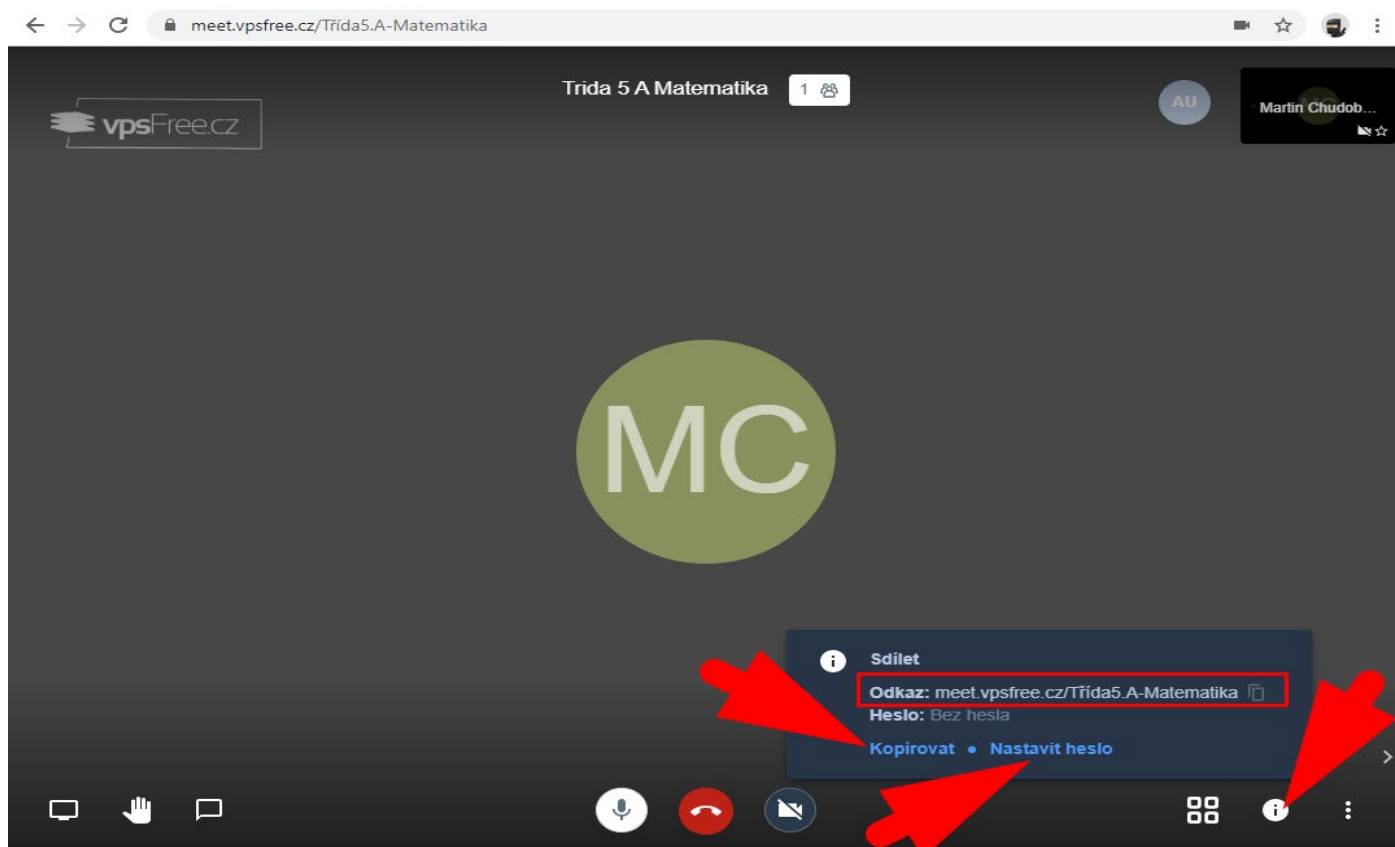 meet.vpsfree.cz/Třída5.A-Matematika
Trida 5 A Matematika 1
AU
Martin Chudob...
vpsFree.cz
MC
Sdílet
Odkaz: meet.vpsfree.cz/Třída5.A-Matematika
Heslo: Bez hesla
Kopírovat • Nastavit heslo